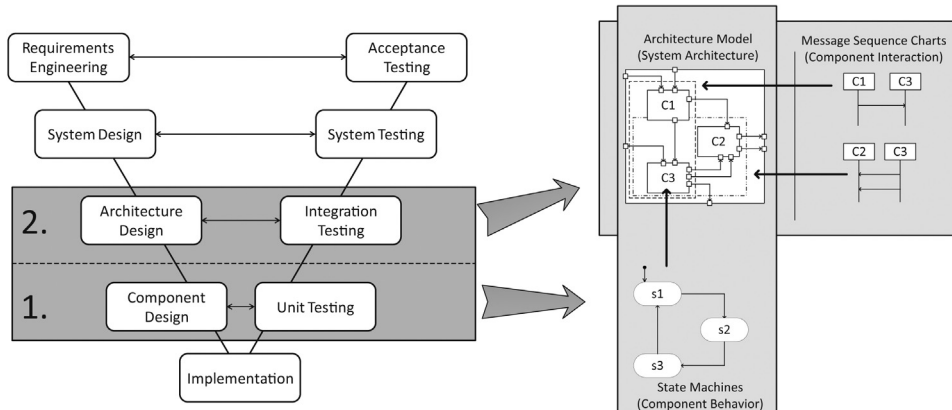 Requirements
Engineering
Acceptance
Testing
System Design
System Testing
2.
Architecture
Design
Integration
Testing
1.
Component
Design
Unit Testing
Implementation
Architecture Model
(System Architecture)
C1
C2
C3
Message Sequence Charts
(Component Interaction)
C1 C3
C2 C3
s1
s2
s3
State Machines
(Component Behavior)